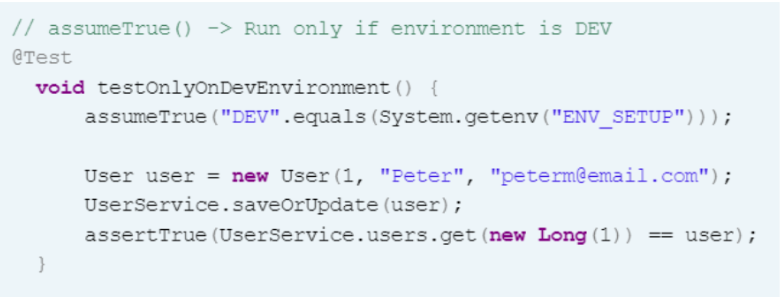 // assumeTrue() -> Run only if environment is DEV
@Test
void testOnlyOnDevEnvironment() {
assumeTrue("DEV".equals(System.getenv("ENV_SETUP")));
User user = new User(1, "Peter", "peterm@email.com");
UserService.saveOrUpdate(user);
assertTrue(UserService.users.get(new Long(1)) == user);
}